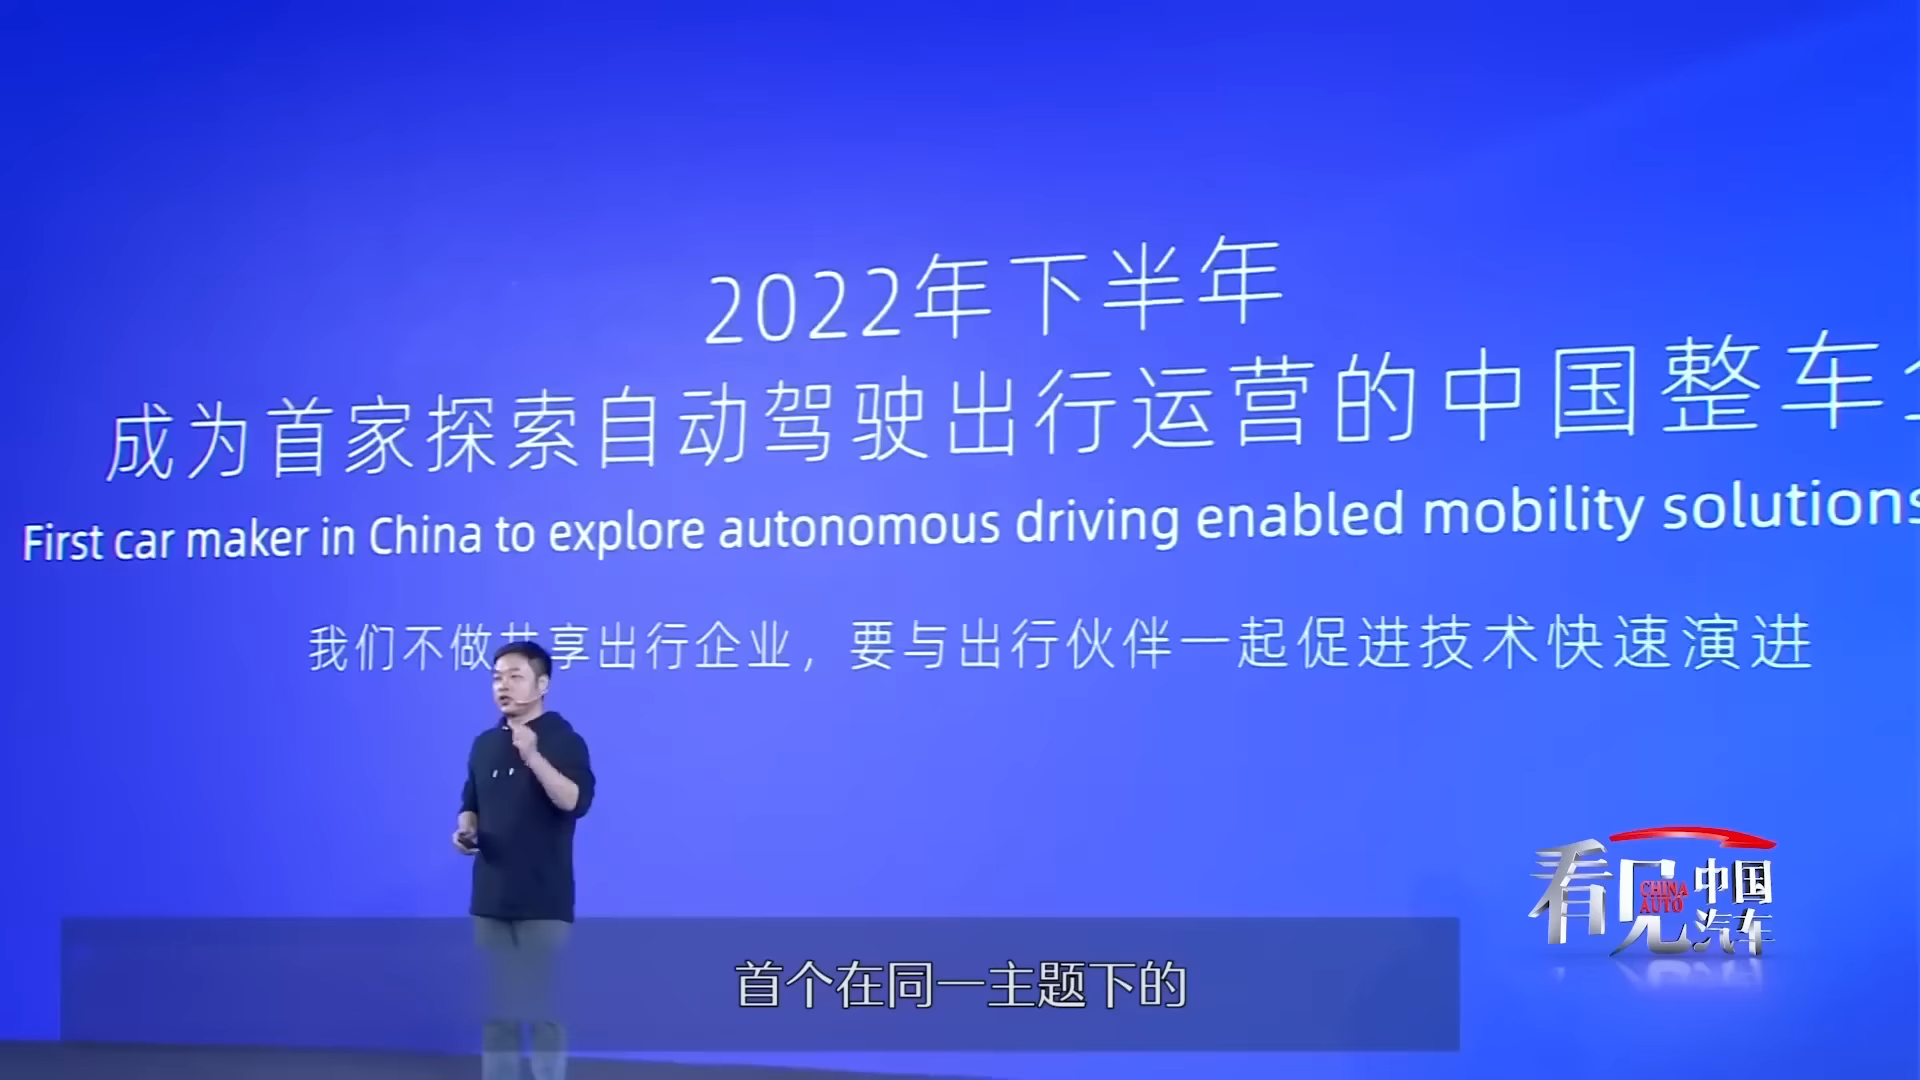 2022年下半年
成为首家探索自动驾驶出行运营的中国整车
First car maker in China to explore autonomous driving enabled mobility solutions
我们不做共享出行企业，要与出行伙伴一起促进技术快速演进
看见中国汽车
CHINA
AUTO
首个在同一主题下的